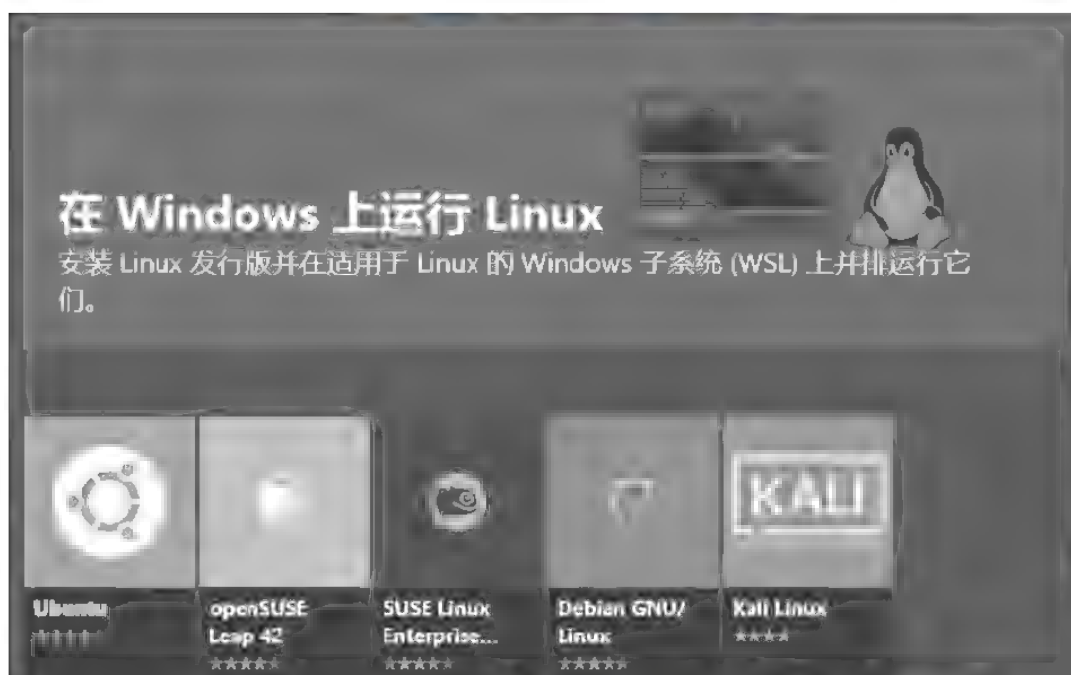 在 Windows 上运行 Linux
安装 Linux 发行版并在适用于 Linux 的 Windows 子系统 (WSL) 上并排运行它
们。
KALI
Ubuntu
openSUSE
Leap 42
SUSE Linux
Enterprise...
Debian GNU/
Linux
Kali Linux